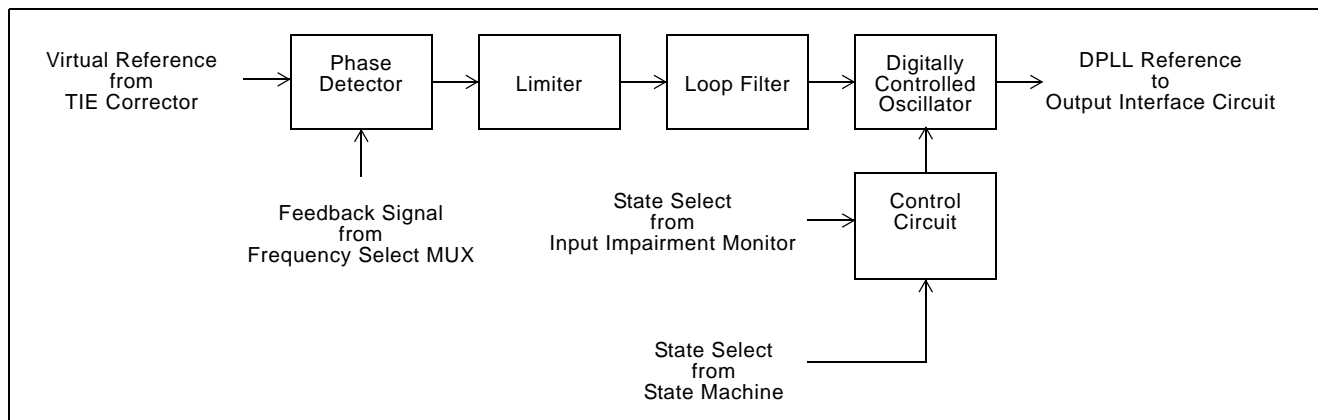 Virtual Reference
from
TIE Corrector
Phase
Detector
Limiter
Loop Filter
Digitally
Controlled
Oscillator
DPLL Reference
to
Output Interface Circuit
Feedback Signal
from
Frequency Select MUX
State Select
from
Input Impairment Monitor
Control
Circuit
State Select
from
State Machine